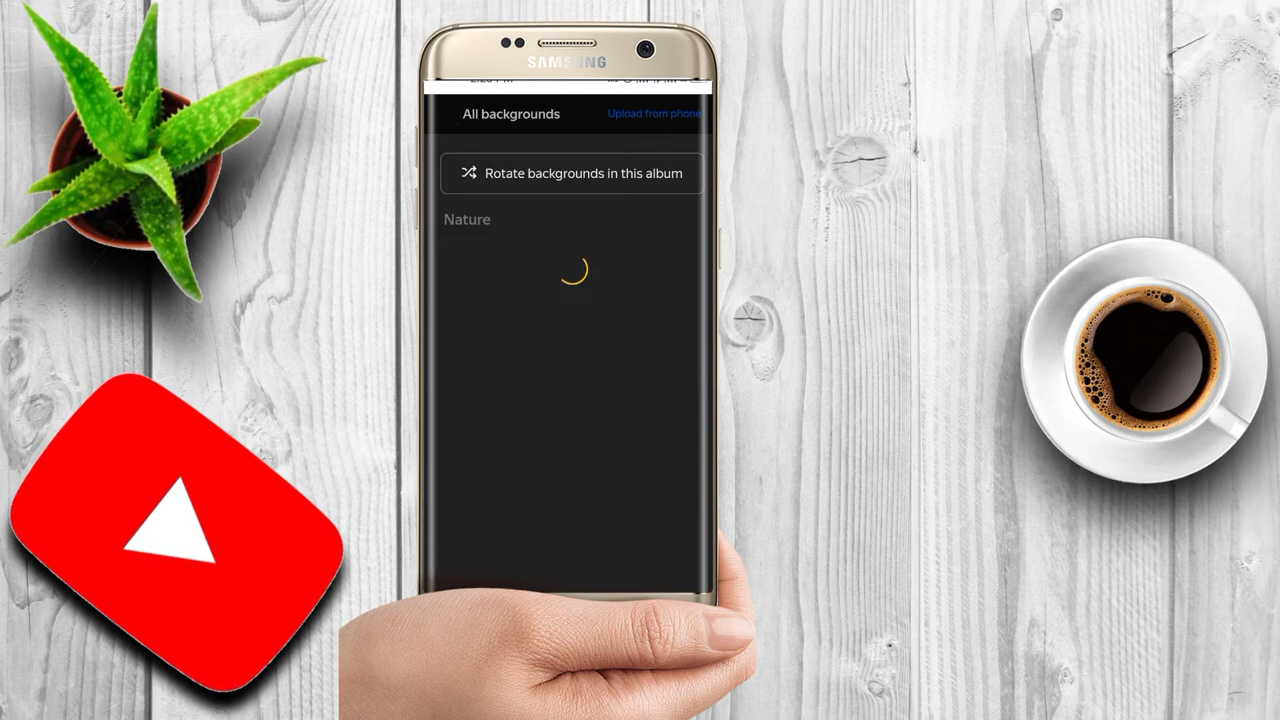 SAMSUNG
All backgrounds
Upload from phone
Rotate backgrounds in this album
Nature